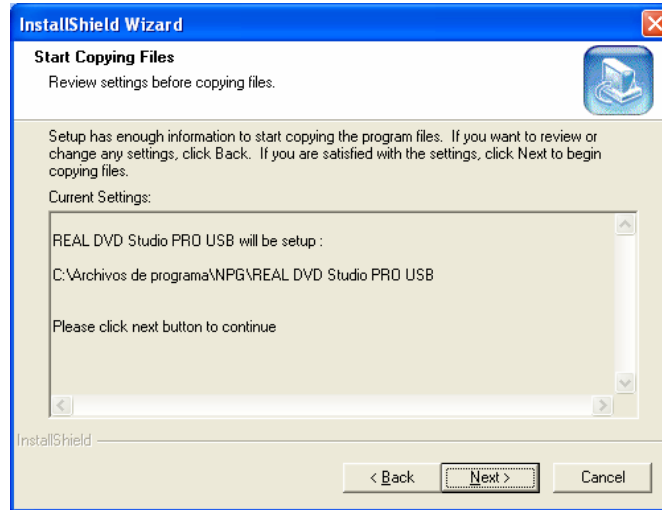 InstallShield Wizard
Start Copying Files
Review settings before copying files.
Setup has enough information to start copying the program files. If you want to review or
change any settings, click Back. If you are satisfied with the settings, click Next to begin
copying files.
Current Settings:
REAL DVD Studio PRO USB will be setup :
C:\Archivos de programa\NPG\REAL DVD Studio PRO USB
Please click next button to continue
InstallShield
< Back
Next >
Cancel